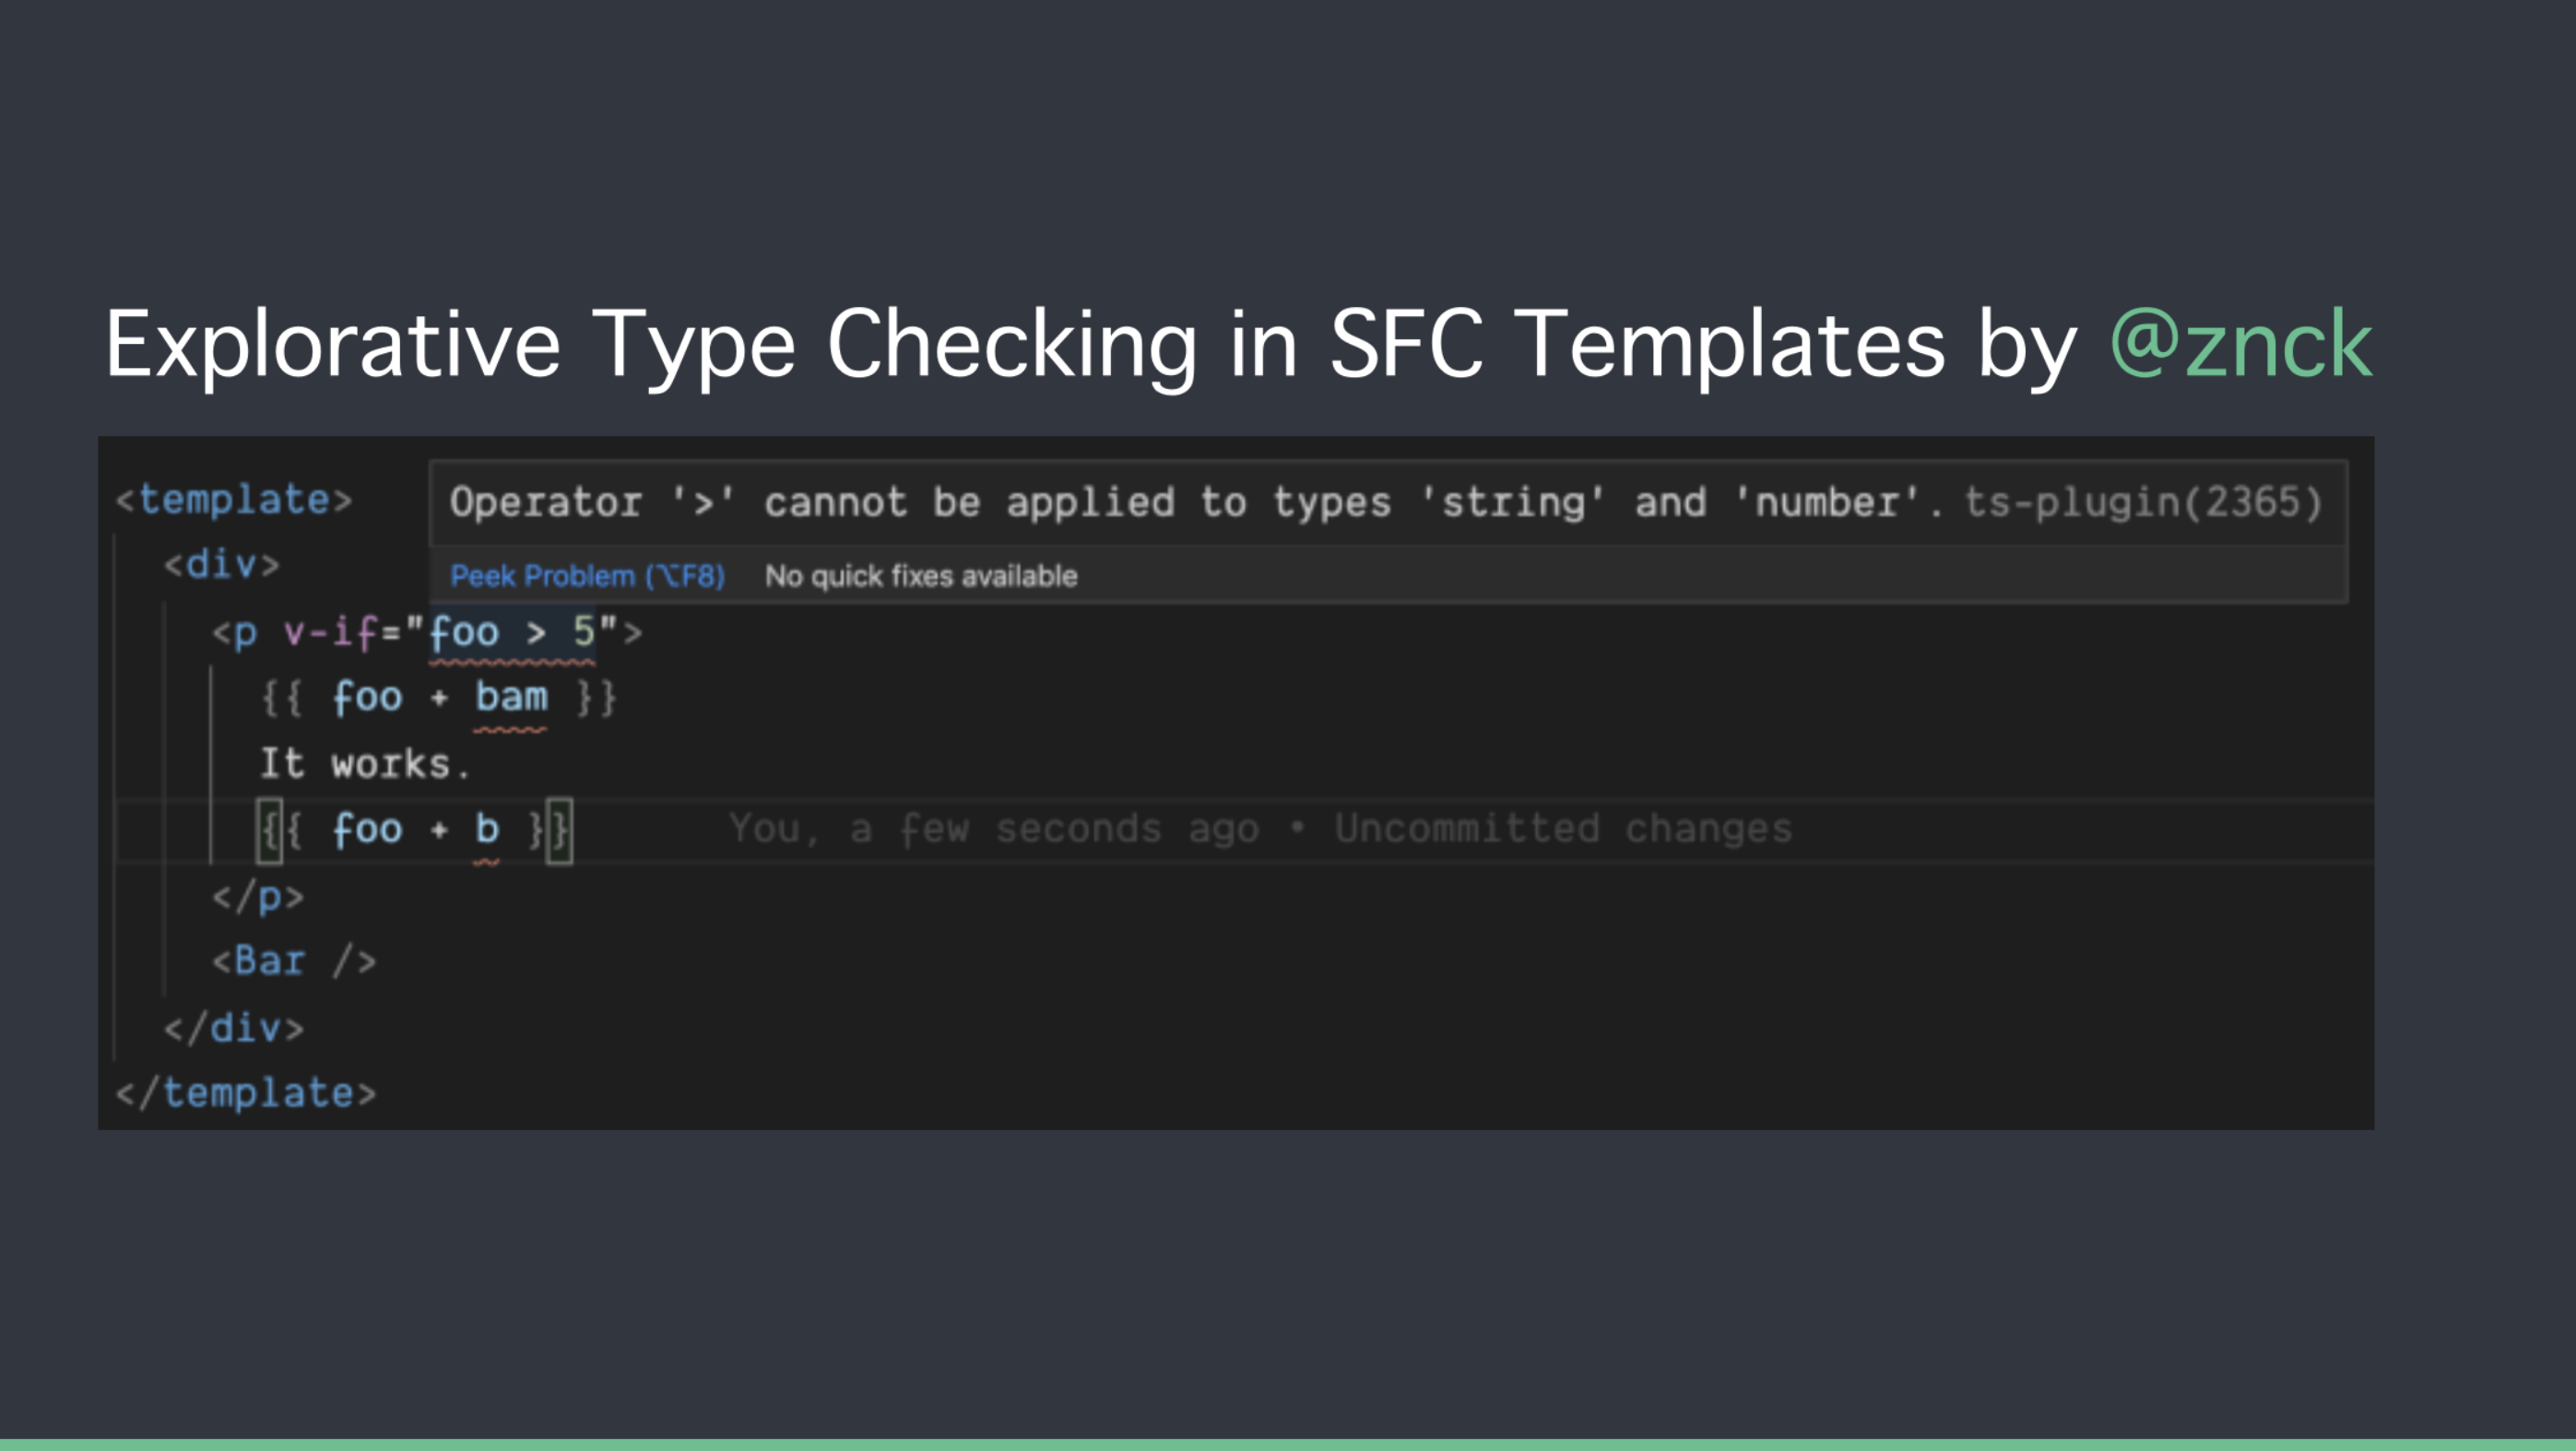 Explorative Type Checking in SFC Templates by @znck
<template>
Operator '>' cannot be applied to types 'string' and 'number'. ts-plugin(2365)
<div>
Peek Problem (⌥F8) No quick fixes available
<p v-if="foo > 5">
{{ foo + bam }}
It works.
{{ foo + b }} You, a few seconds ago • Uncommitted changes
</p>
<Bar />
</div>
</template>